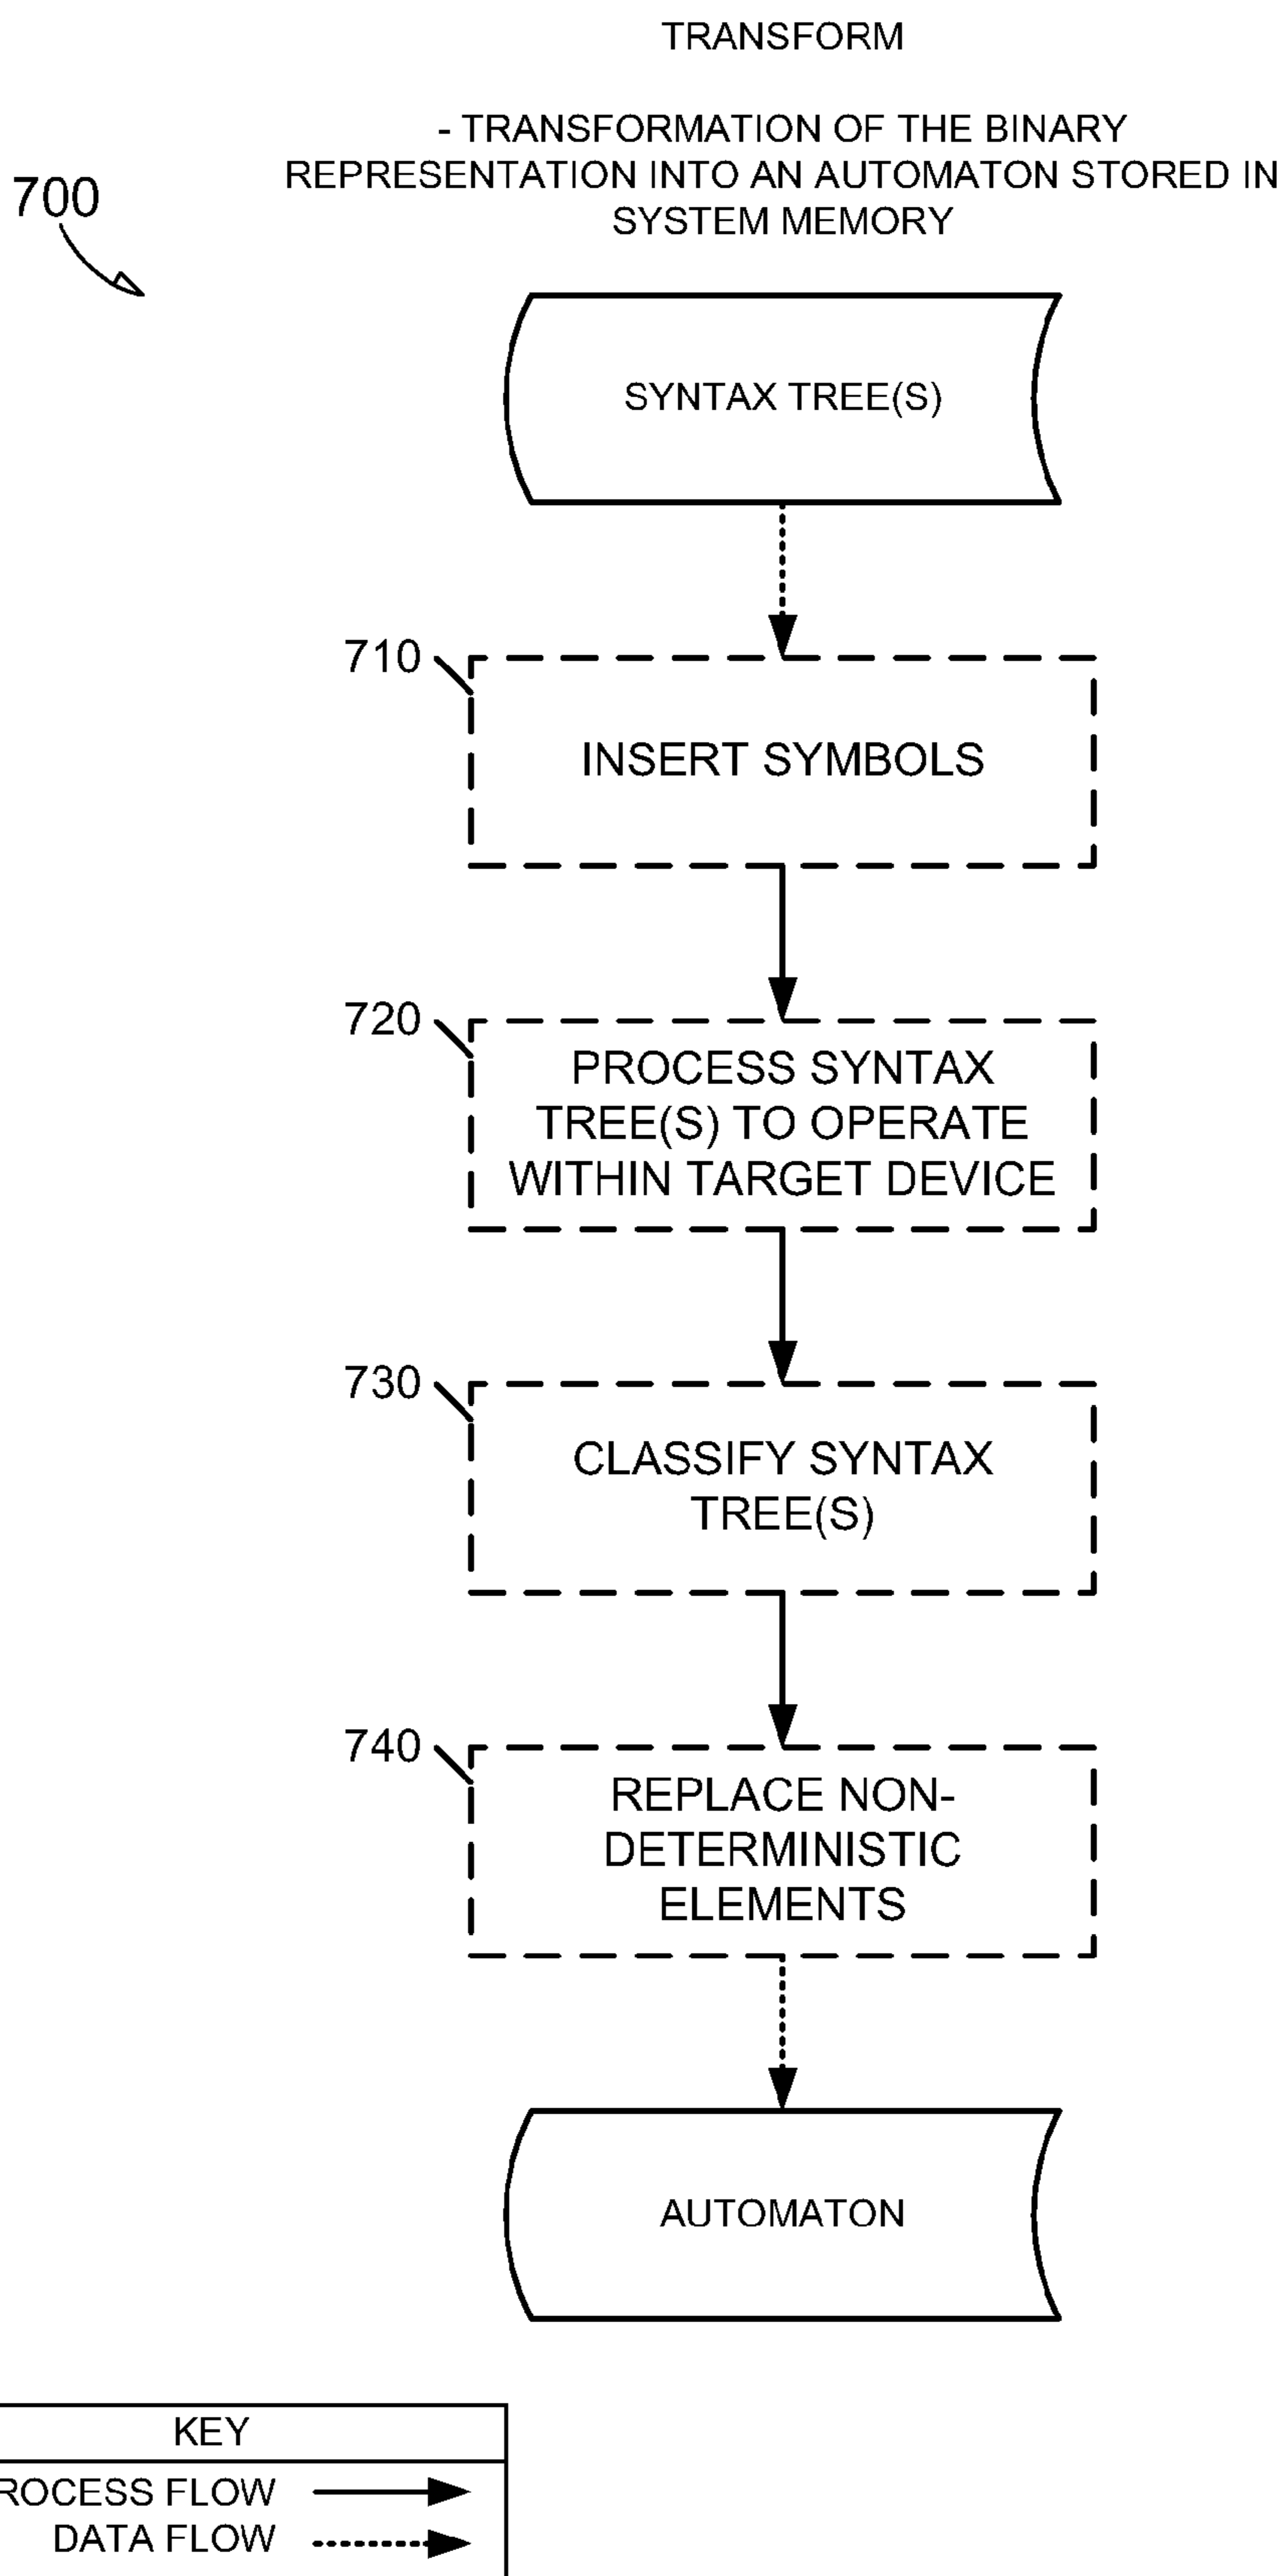 TRANSFORM
- TRANSFORMATION OF THE BINARY
REPRESENTATION INTO AN AUTOMATON STORED IN
SYSTEM MEMORY
700
SYNTAX TREE(S)
710
INSERT SYMBOLS
720
PROCESS SYNTAX
TREE(S) TO OPERATE
WITHIN TARGET DEVICE
730
CLASSIFY SYNTAX
TREE(S)
740
REPLACE NON-
DETERMINISTIC
ELEMENTS
AUTOMATON
KEY
ROCESS FLOW
DATA FLOW